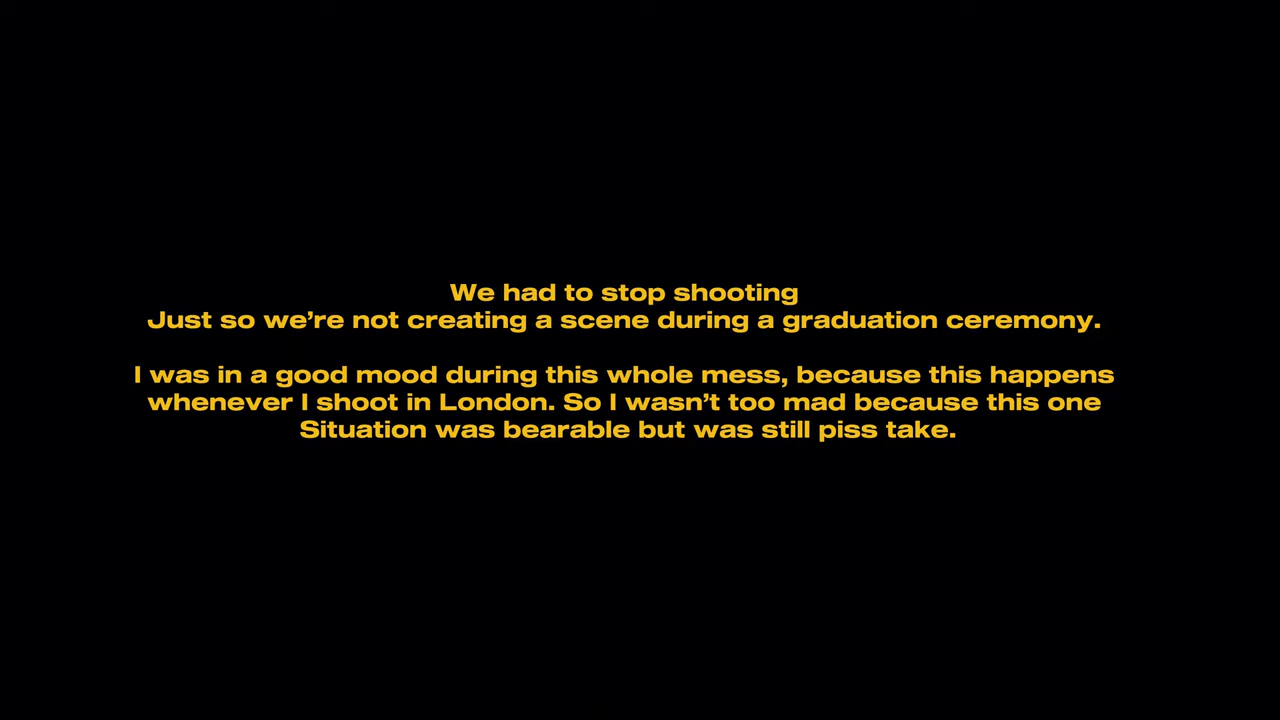 We had to stop shooting
Just so we’re not creating a scene during a graduation ceremony.
I was in a good mood during this whole mess, because this happens
whenever I shoot in London. So I wasn’t too mad because this one
Situation was bearable but was still piss take.